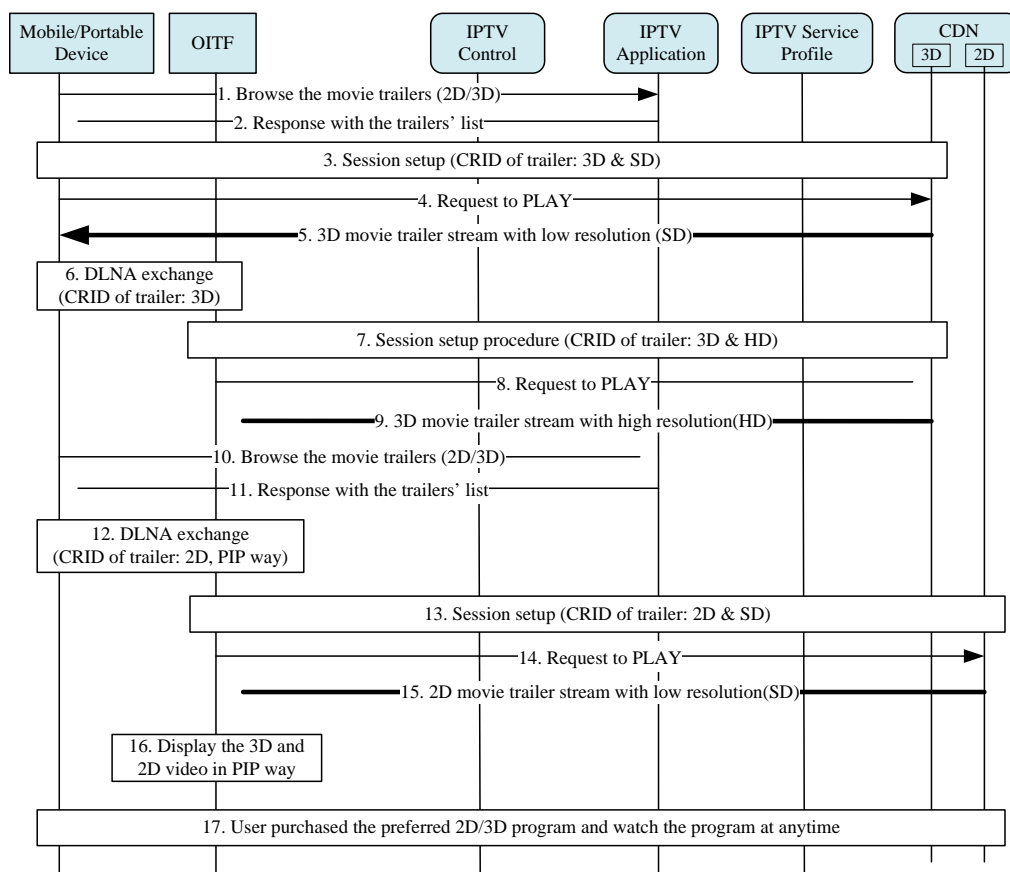 Mobile/Portable
Device
OITF
IPTV
Control
IPTV
Application
IPTV Service
Profile
CDN
3D
2D
1. Browse the movie trailers (2D/3D)
2. Response with the trailers’ list
3. Session setup (CRID of trailer: 3D & SD)
4. Request to PLAY
5. 3D movie trailer stream with low resolution (SD)
6. DLNA exchange
(CRID of trailer: 3D)
7. Session setup procedure (CRID of trailer: 3D & HD)
8. Request to PLAY
9. 3D movie trailer stream with high resolution(HD)
10. Browse the movie trailers (2D/3D)
11. Response with the trailers’ list
12. DLNA exchange
(CRID of trailer: 2D, PIP way)
13. Session setup (CRID of trailer: 2D & SD)
14. Request to PLAY
15. 2D movie trailer stream with low resolution(SD)
16. Display the 3D and
2D video in PIP way
17. User purchased the preferred 2D/3D program and watch the program at anytime